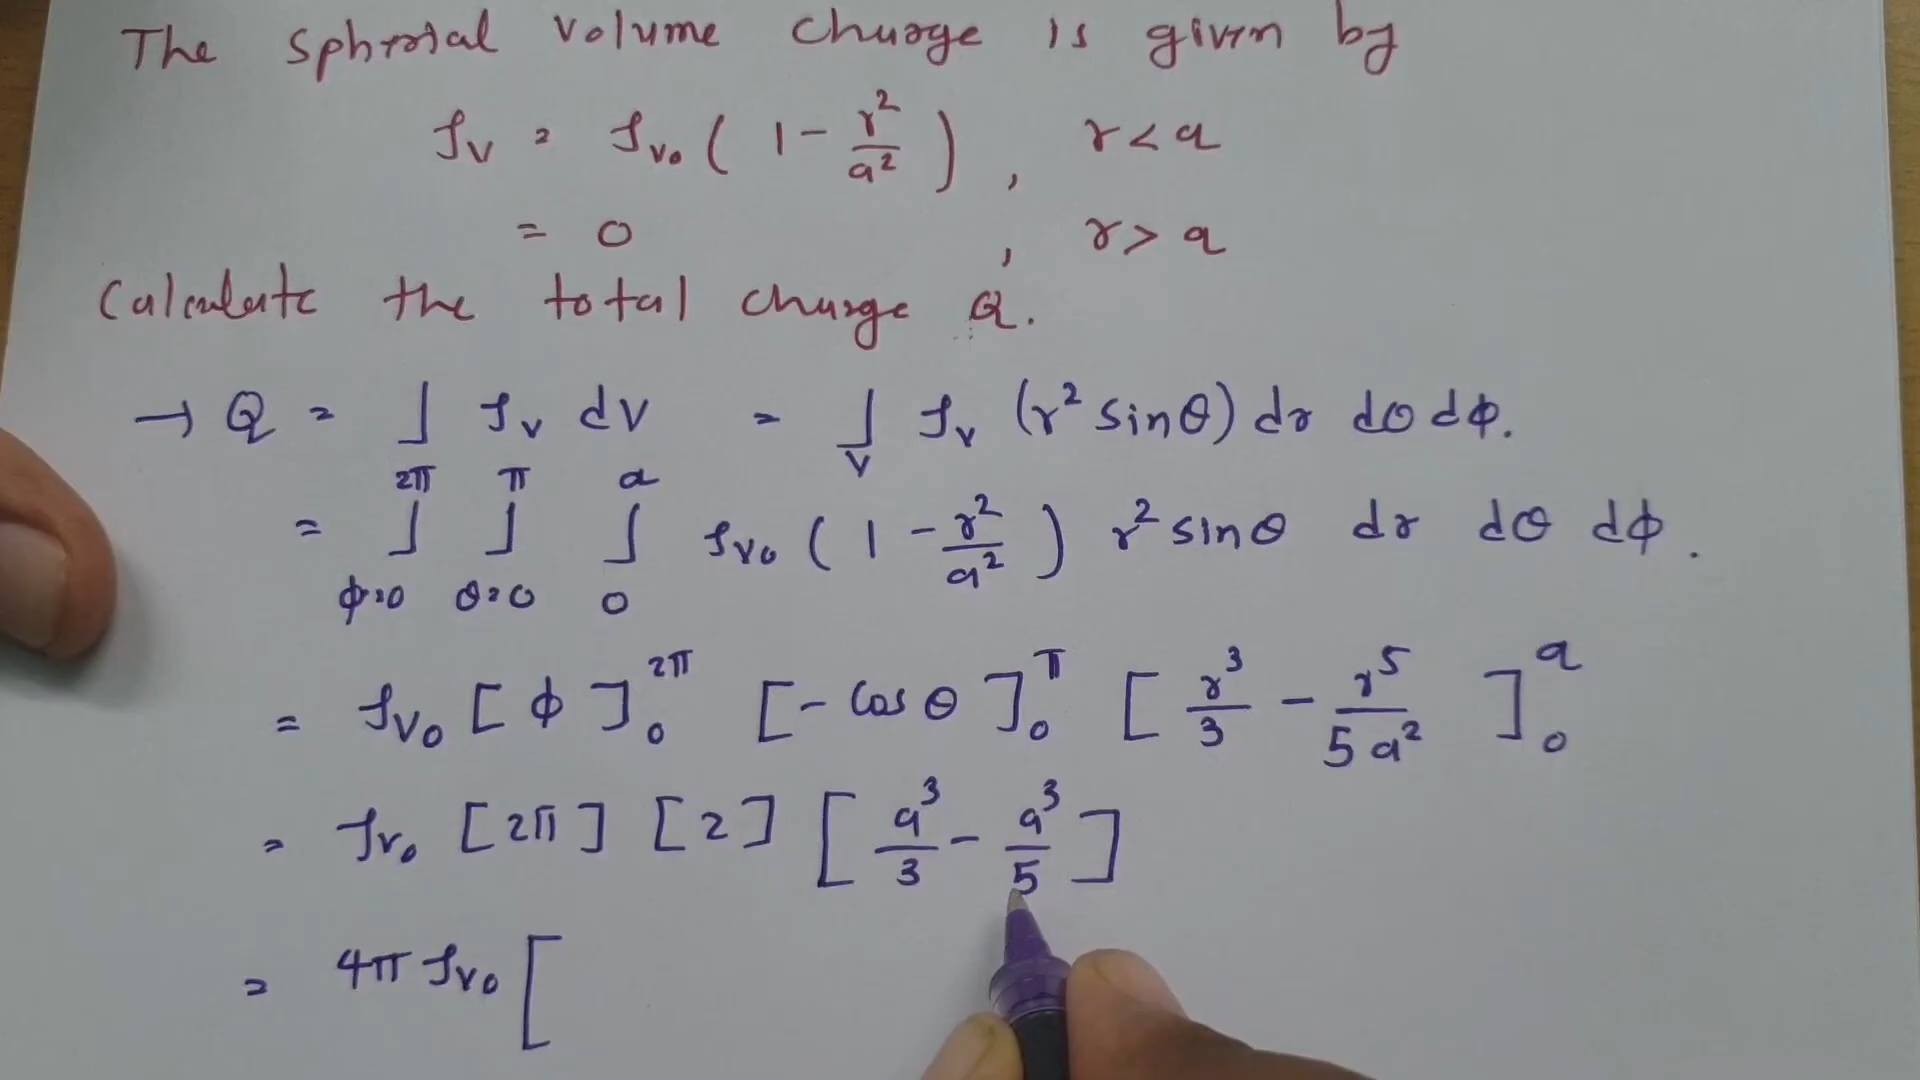 The spherical volume charge is given by
ρv = ρv0 ( 1 - r²/a² ) , r < a
= 0 , r > a
Calculate the total charge Q.
→ Q = ∫ ρv dv = ∫v ρv (r² sinθ) dr dθ dϕ.
= ∫ϕ=0^2π ∫θ=0^π ∫0^a ρv0 ( 1 - r²/a² ) r² sinθ dr dθ dϕ.
= ρv0 [ ϕ ]0^2π [ - cos θ ]0^π [ r³/3 - r⁵/5a² ]0^a
= ρv0 [2π] [2] [ a³/3 - a³/5 ]
= 4π ρv0 [